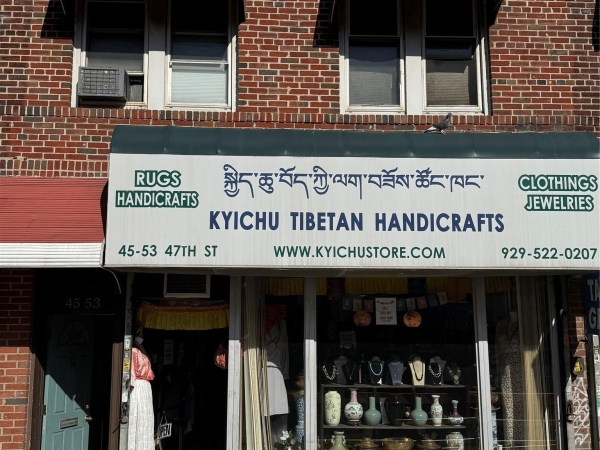 RUGS
HANDICRAFTS
སྐྱིད་ཆུ་བོད་ཀྱི་ལག་བཟོས་ཚོང་ཁང་
CLOTHINGS
JEWELRIES
KYICHU TIBETAN HANDICRAFTS
45-53 47TH ST
WWW.KYICHUSTORE.COM
929-522-0207
45 53